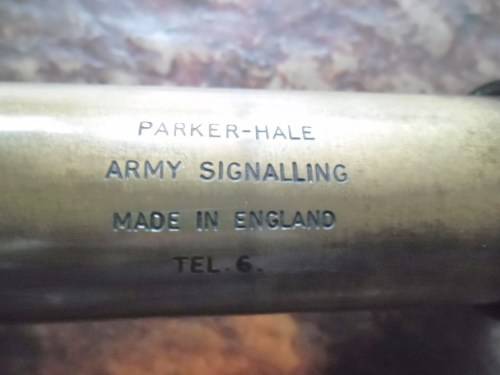 PARKER-HALE
ARMY SIGNALLING
MADE IN ENGLAND
TEL. 6.